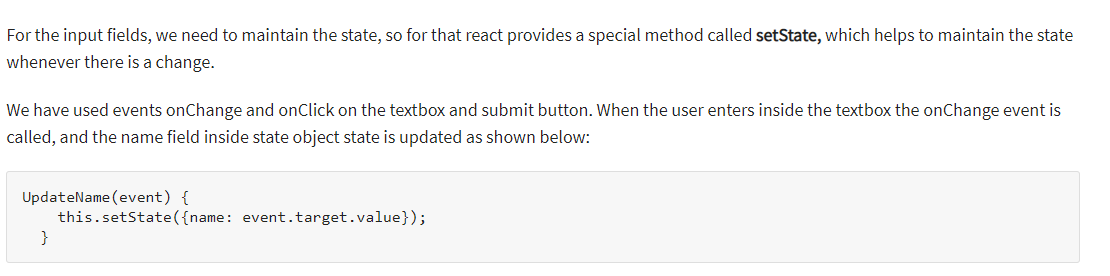 For the input fields, we need to maintain the state, so for that react provides a special method called setState, which helps to maintain the state
whenever there is a change.
We have used events onChange and onClick on the textbox and submit button. When the user enters inside the textbox the onChange event is
called, and the name field inside state object state is updated as shown below:
UpdateName(event) {
    this.setState({name: event.target.value});
  }